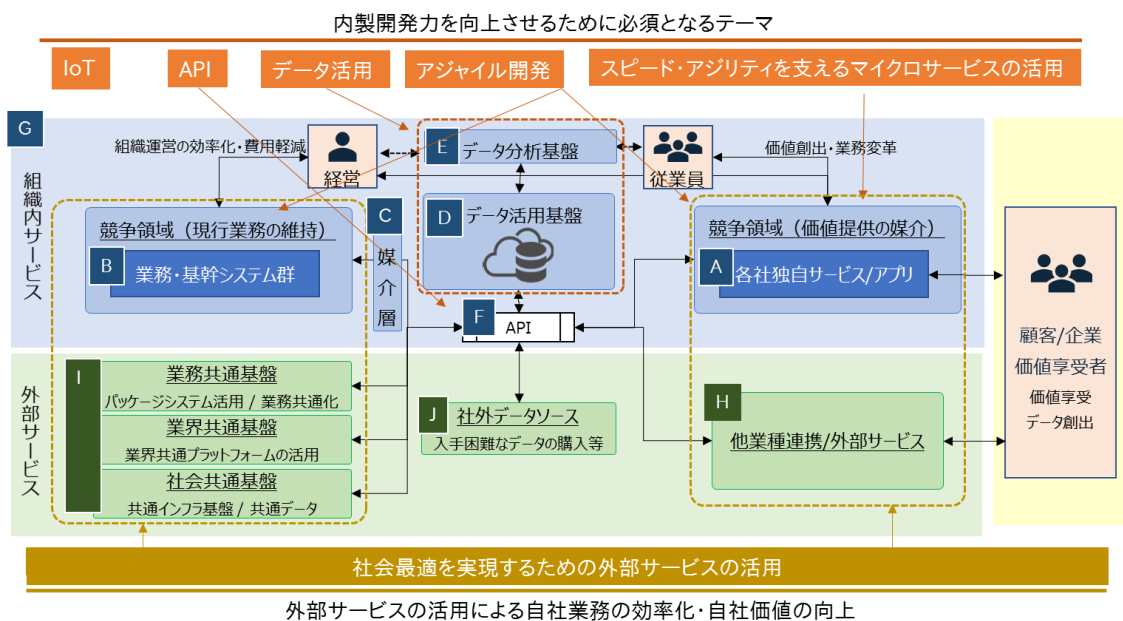 内製開発力を向上させるために必須となるテーマ
IoT
API
データ活用
アジャイル開発
スピード・アジリティを支えるマイクロサービスの活用
G
組織内サービス
組織運営の効率化・費用軽減
経営
E
データ分析基盤
従業員
価値創出・業務変革
競争領域（現行業務の維持）
B
業務・基幹システム群
C
媒介層
D
データ活用基盤
競争領域（価値提供の媒介）
A
各社独自サービス/アプリ
F
API
顧客/企業
価値享受者
価値享受
データ創出
外部サービス
I
業務共通基盤
パッケージシステム活用 / 業務共通化
業界共通基盤
業界共通プラットフォームの活用
社会共通基盤
共通インフラ基盤 / 共通データ
J
社外データソース
入手困難なデータの購入等
H
他業種連携/外部サービス
社会最適を実現するための外部サービスの活用
外部サービスの活用による自社業務の効率化・自社価値の向上